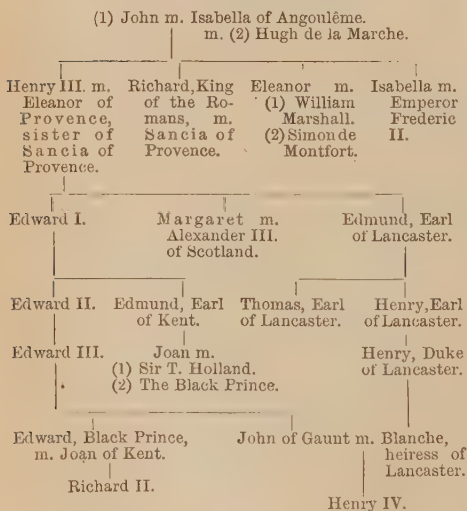 (1) John m. Isabella of Angoulême.
m. (2) Hugh de la Marche.
Henry III. m.
Eleanor of
Provence,
sister of
Sancia of
Provence.
Richard, King
of the Ro-
mans, m.
Sancia of
Provence.
Eleanor m.
(1) William
Marshall.
(2) Simon de
Montfort.
Isabella m.
Emperor
Frederic
II.
Edward I.
Margaret m.
Alexander III.
of Scotland.
Edmund, Earl
of Lancaster.
Edward II.
Edmund, Earl
of Kent.
Thomas, Earl
of Lancaster.
Henry, Earl
of Lancaster.
Edward III.
Joan m.
(1) Sir T. Holland.
(2) The Black Prince.
Henry, Duke
of Lancaster.
Edward, Black Prince,
m. Joan of Kent.
John of Gaunt m. Blanche,
heiress of
Lancaster.
Richard II.
Henry IV.